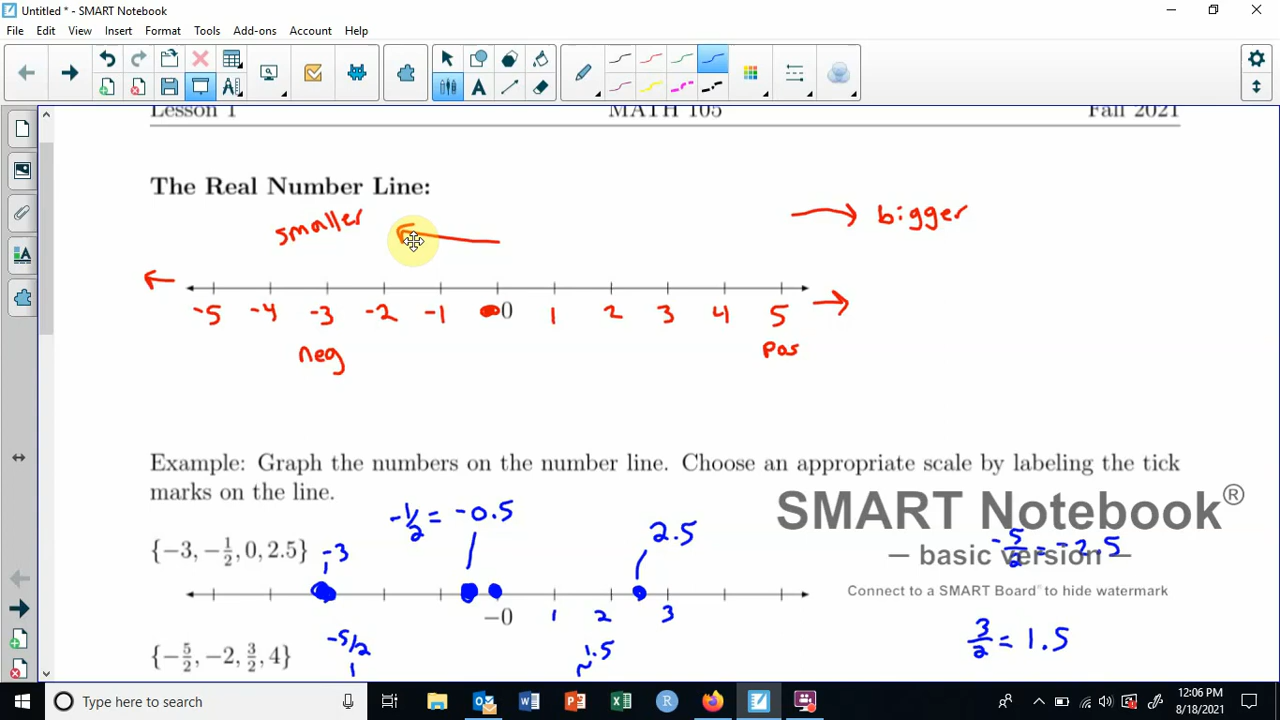 Untitled * - SMART Notebook
File Edit View Insert Format Tools Add-ons Account Help
Lesson 1 MATH 105 Fall 2021
The Real Number Line:
smaller bigger
-5 -4 -3 -2 -1 0 1 2 3 4 5
neg pos
Example: Graph the numbers on the number line. Choose an appropriate scale by labeling the tick
marks on the line.
SMART Notebook®
— basic version —
Connect to SMART Board® to hide watermark
-1/2 = -0.5 2.5
-5/2 = -2.5
{−3, −1/2, 0, 2.5} -3
−0 1 2 3
3/2 = 1.5
-5/2 1.5
{−5/2, −2, 3/2, 4}
Type here to search
12:06 PM
8/18/2021